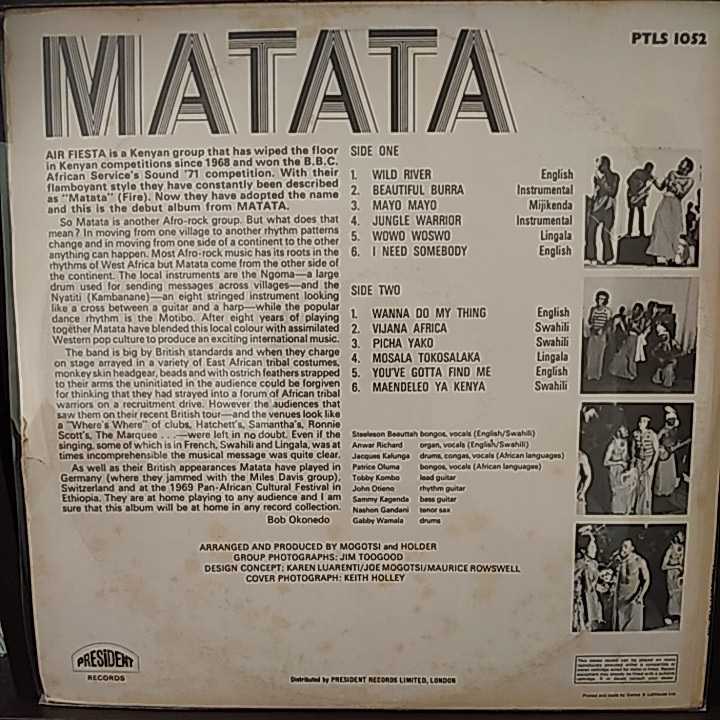 MATATA
PTLS 1052
AIR FIESTA is a Kenyan group that has wiped the floor
in Kenyan competitions since 1968 and won the B.B.C.
African Service's Sound '71 competition. With their
flamboyant style they have constantly been described
as "Matata" (Fire). Now they have adopted the name
and this is the debut album from MATATA.
So Matata is another Afro-rock group. But what does that
mean? In moving from one village to another rhythm patterns
change and in moving from one side of a continent to the other
anything can happen. Most Afro-rock music has its roots in the
rhythms of West Africa but Matata come from the other side of
the continent. The local instruments are the Ngoma—a large
drum used for sending messages across villages—and the
Nyatiti (Kambanane)—an eight stringed instrument looking
like a cross between a guitar and a harp—while the popular
dance rhythm is the Motibo. After eight years of playing
together Matata have blended this local colour with assimilated
Western pop culture to produce an exciting international music.
The band is big by British standards and when they charge
on stage arrayed in a variety of East African tribal costumes,
monkey skin headgear, beads and with ostrich feathers strapped
to their arms the uninitiated in the audience could be forgiven
for thinking that they had strayed into a forum of African tribal
warriors on a recruitment drive. However the audiences that
saw them on their recent British tour—and the venues look like
a "Where's Where" of clubs, Hatchett's, Samantha's, Ronnie
Scott's, The Marquee . . .—were left in no doubt. Even if the
singing, some of which is in French, Swahili and Lingala, was at
times incomprehensible the musical message was quite clear.
As well as their British appearances Matata have played in
Germany (where they jammed with the Miles Davis group),
Switzerland and at the 1969 Pan-African Cultural Festival in
Ethiopia. They are at home playing to any audience and I am
sure that this album will be at home in any record collection.
Bob Okonedo
SIDE ONE
1. WILD RIVER English
2. BEAUTIFUL BURRA Instrumental
3. MAYO MAYO Mijikenda
4. JUNGLE WARRIOR Instrumental
5. WOWO WOSWO Lingala
6. I NEED SOMEBODY English
SIDE TWO
1. WANNA DO MY THING English
2. VIJANA AFRICA Swahili
3. PICHA YAKO Swahili
4. MOSALA TOKOSALAKA Lingala
5. YOU'VE GOTTA FIND ME English
6. MAENDELEO YA KENYA Swahili
Steeleson Beauttah bongos, vocals (English/Swahili)
Anwar Richard organ, vocals (English/Swahili)
Jacques Kalunga drums, congas, vocals (African languages)
Patrice Oluma bongos, vocals (African languages)
Tobby Kombo lead guitar
John Otieno rhythm guitar
Sammy Kagenda bass guitar
Nashon Gandani tenor sax
Gabby Wamala drums
ARRANGED AND PRODUCED BY MOGOTSI and HOLDER
GROUP PHOTOGRAPHS: JIM TOOGOOD
DESIGN CONCEPT: KAREN LUARENTI/JOE MOGOTSI/MAURICE ROWSWELL
COVER PHOTOGRAPH: KEITH HOLLEY
PRESIDENT
RECORDS
Distributed by PRESIDENT RECORDS LIMITED, LONDON